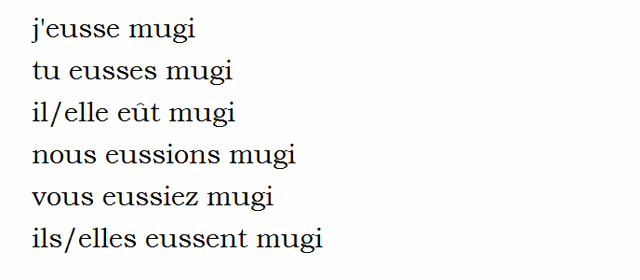 j'eusse mugi
tu eusses mugi
il/elle eût mugi
nous eussions mugi
vous eussiez mugi
ils/elles eussent mugi